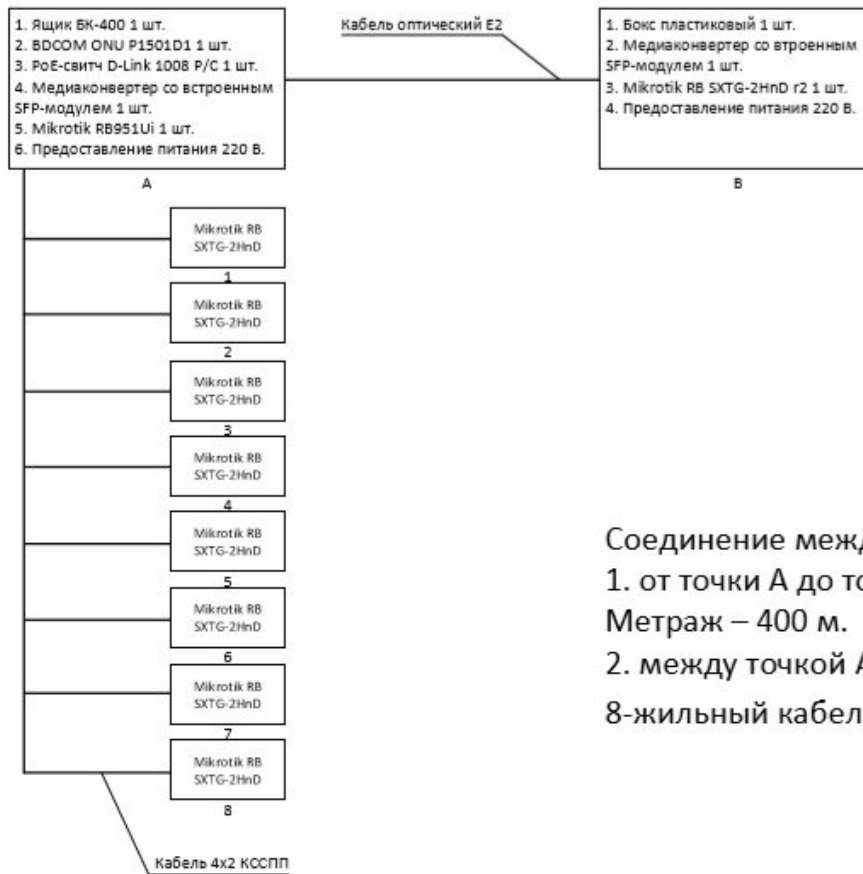 1. Ящик БК-400 1 шт.
2. BDCOM ONU P1501D1 1 шт.
3. PoE-свитч D-Link 1008 P/C 1 шт.
4. Медиаконвертер со встроенным
SFP-модулем 1 шт.
5. Mikrotik RB951Ui 1 шт.
6. Предоставление питания 220 В.
А
Кабель оптический Е2
1. Бокс пластиковый 1 шт.
2. Медиаконвертер со втроенным
SFP-модулем 1 шт.
3. Mikrotik RB SXTG-2HnD r2 1 шт.
4. Предоставление питания 220 В.
В
Mikrotik RB
SXTG-2HnD
1
Mikrotik RB
SXTG-2HnD
2
Mikrotik RB
SXTG-2HnD
3
Mikrotik RB
SXTG-2HnD
4
Mikrotik RB
SXTG-2HnD
5
Mikrotik RB
SXTG-2HnD
6
Mikrotik RB
SXTG-2HnD
7
Mikrotik RB
SXTG-2HnD
8
Кабель 4х2 КССПП
Соединение
1. от точки А до
Метраж – 400 м.
2. между точкой
8-жильный